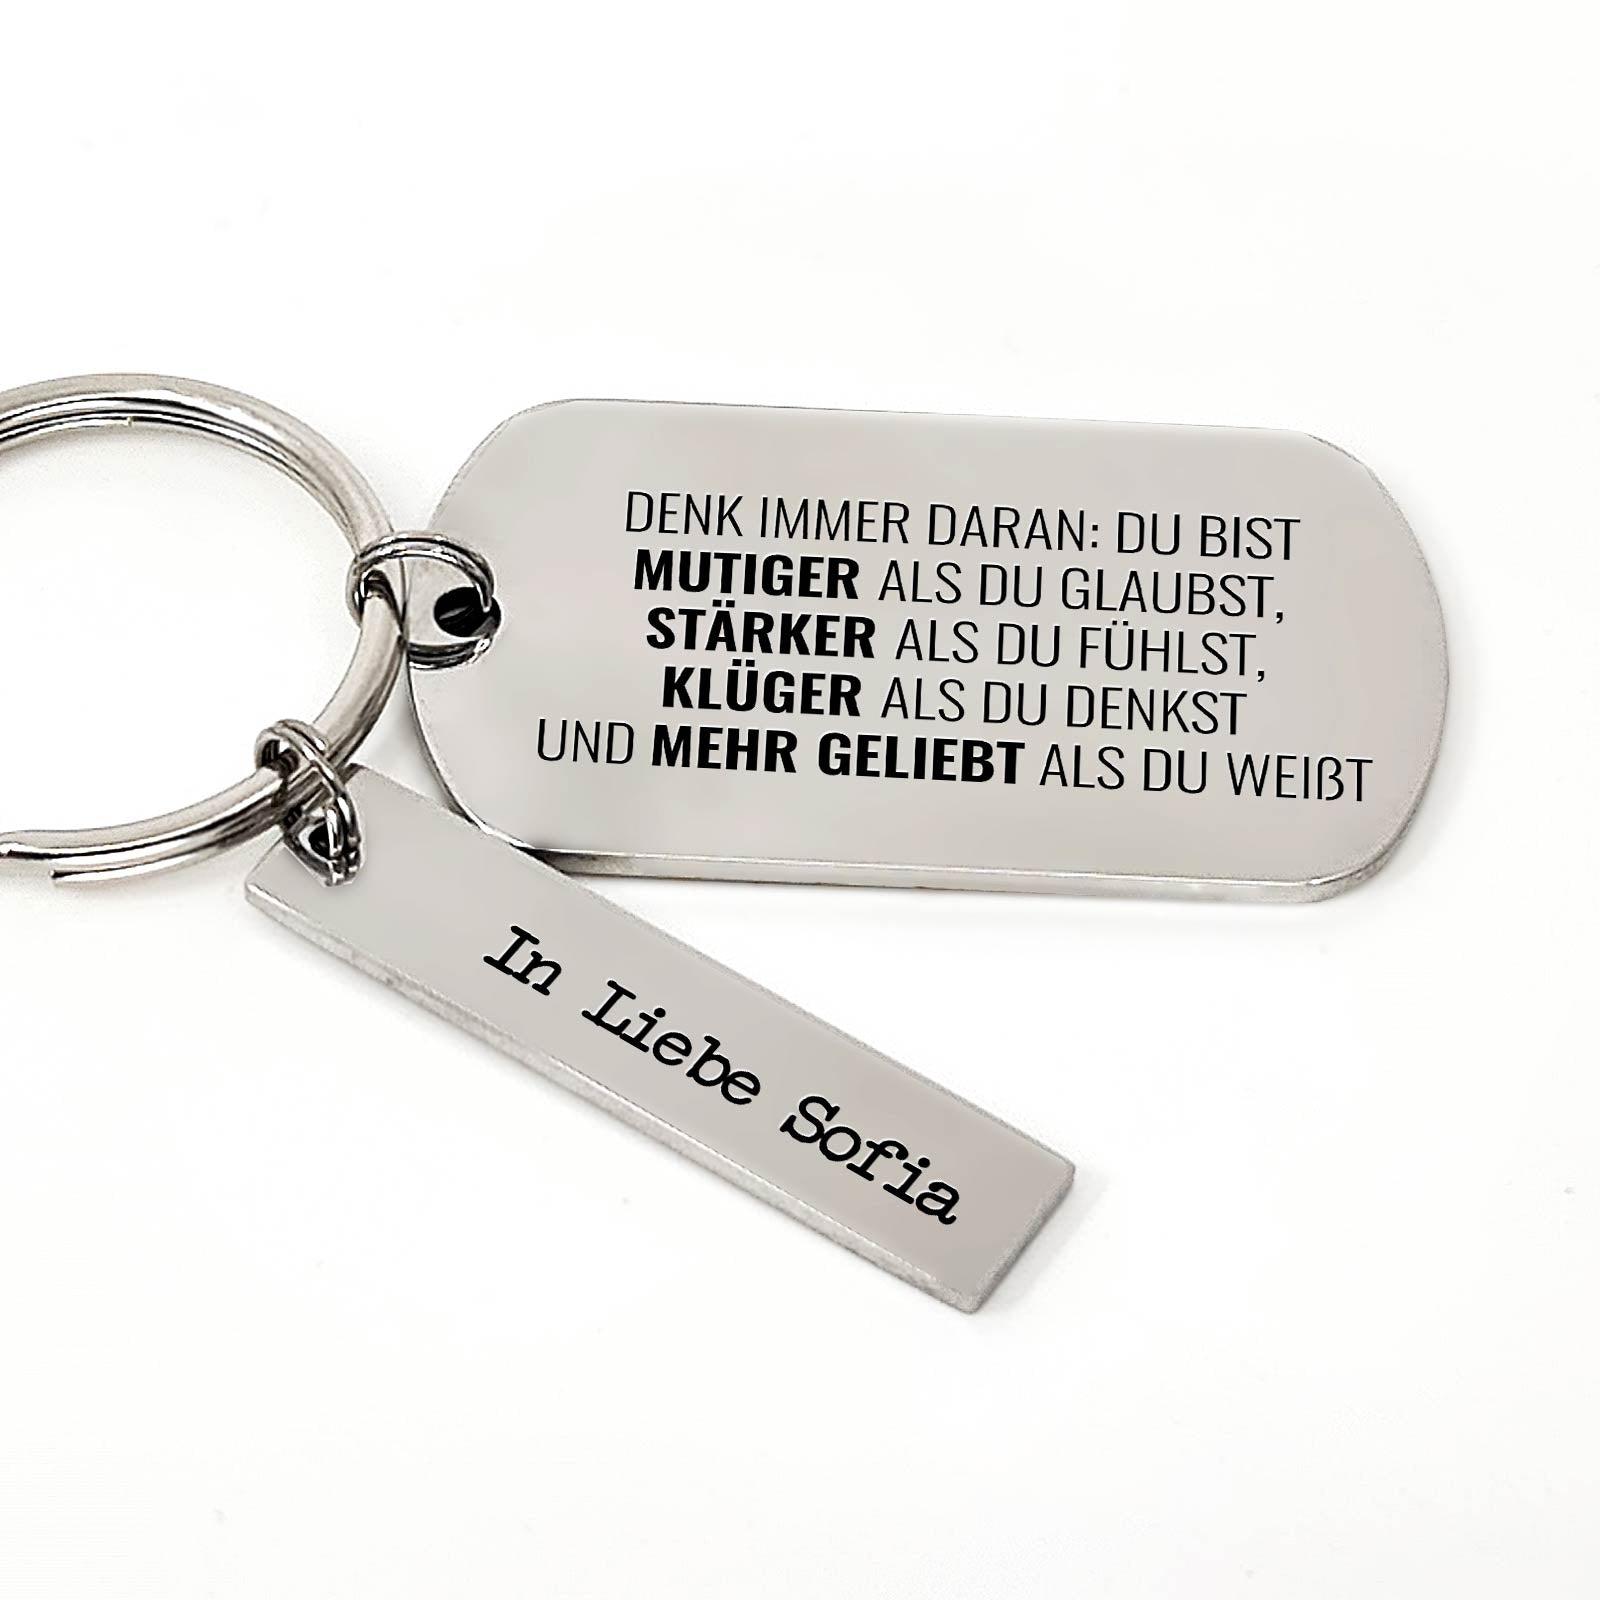 DENK IMMER DARAN: DU BIST
MUTIGER ALS DU GLAUBST,
STÄRKER ALS DU FÜHLST,
KLÜGER ALS DU DENKST
UND MEHR GELIEBT ALS DU WEIẞT
In Liebe Sofia